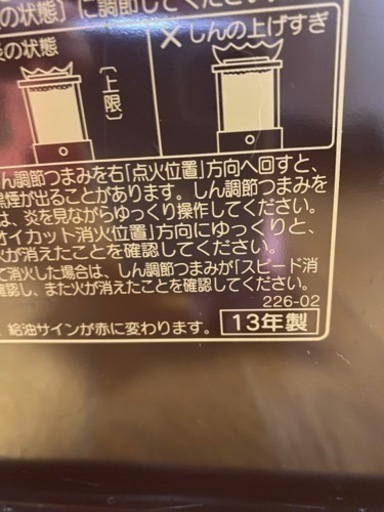 の状態〕に調節してくださ
炎の状態
✕ しんの上げすぎ
〔上限〕
しん調節つまみを右「点火位置」方向へ回すと、
黒煙が出ることがあります。しん調節つまみを
は、炎を見ながらゆっくり操作してください。
オイカット消火位置」方向にゆっくりと、
火が消えたことを確認してください。
て消火した場合は、しん調節つまみが「スピード消
確認し、また火が消えたことを確認してください。
226-02
、給油サインが赤に変わります。 13年製